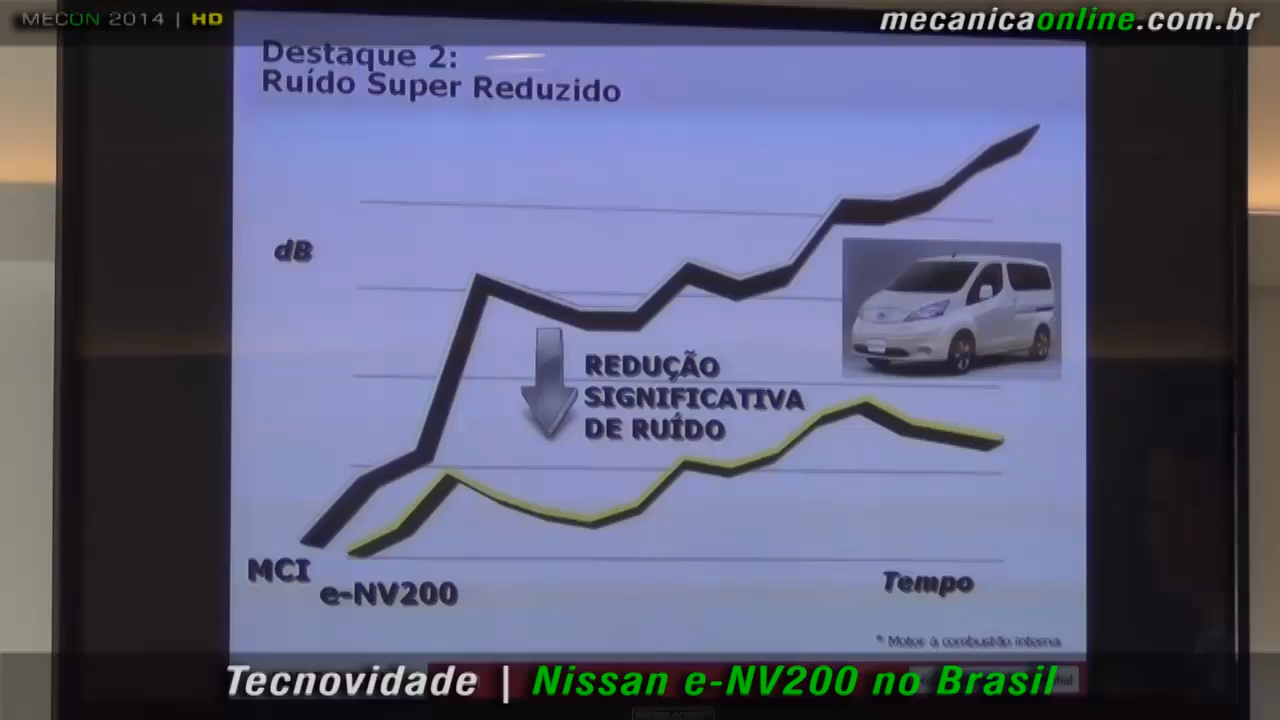 MECON 2014 | HD
mecanicaonline.com.br
Destaque 2:
Ruído Super Reduzido
dB
REDUÇÃO
SIGNIFICATIVA
DE RUÍDO
MCI
e-NV200
Tempo
* Motor à combustão interna
Tecnovidade | Nissan e-NV200 no Brasil